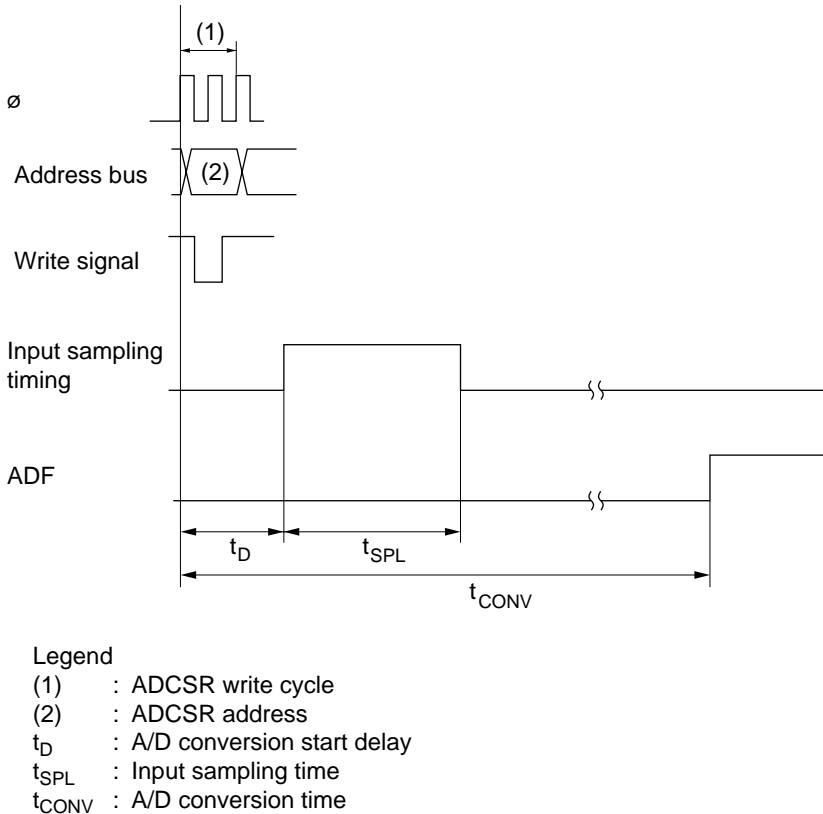 (1)
ø
Address bus
(2)
Write signal
Input sampling
timing
ADF
tD
tSPL
tCONV
Legend
(1) : ADCSR write cycle
(2) : ADCSR address
tD : A/D conversion start delay
tSPL : Input sampling time
tCONV : A/D conversion time